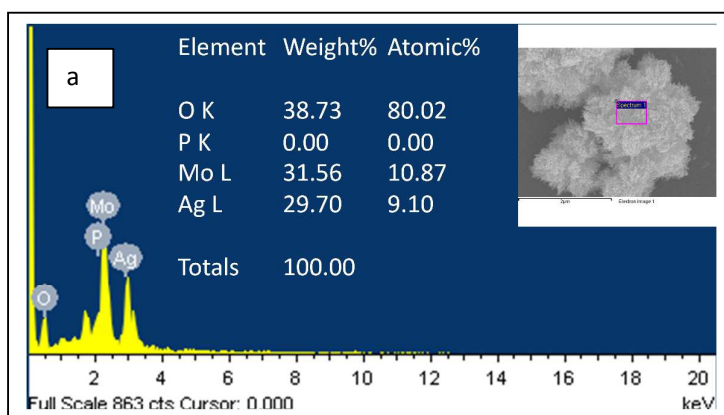 a
Element Weight% Atomic%
O K 38.73 80.02
P K 0.00 0.00
Mo L 31.56 10.87
Ag L 29.70 9.10
Totals 100.00
Spectrum 1
2µm Electron Image 1
Mo
P
Ag
O
2 4 6 8 10 12 14 16 18 20
Full Scale 863 cts Cursor: 0.000 keV